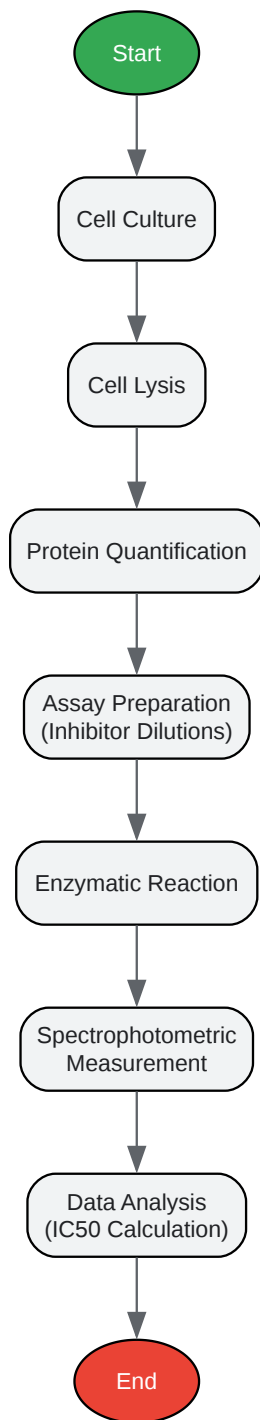 Start
Cell Culture
Cell Lysis
Protein Quantification
Assay Preparation
(Inhibitor Dilutions)
Enzymatic Reaction
Spectrophotometric
Measurement
Data Analysis
(IC50 Calculation)
End